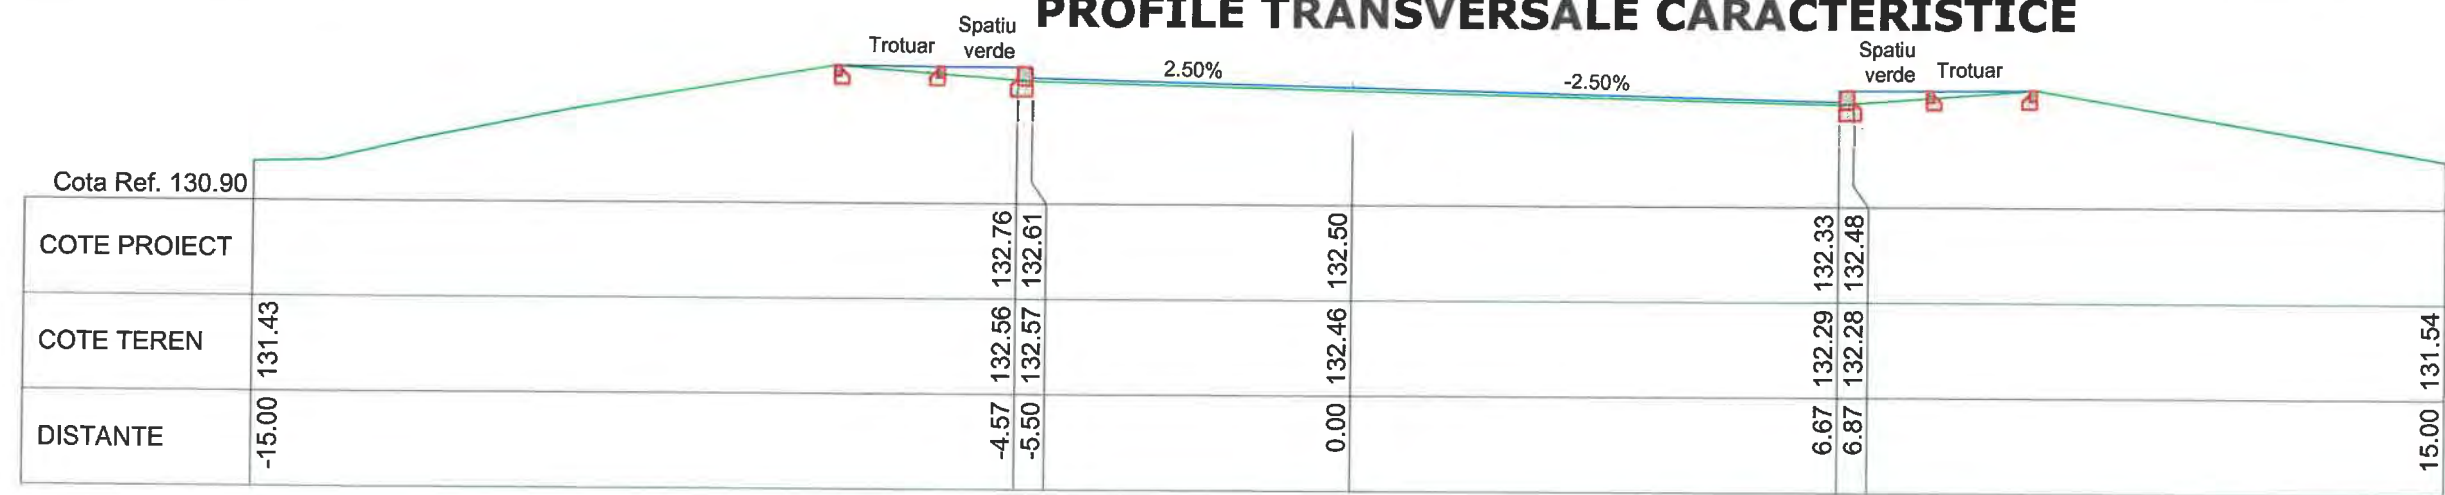 PROFILE TRANSVERSALE CARACTERISTICE
Trotuar
Spatiu
verde
2.50%
-2.50%
Spatiu
verde
Trotuar
Cota Ref. 130.90
COTE PROIECT 132.76 132.61 132.50 132.33 132.48
COTE TEREN 131.43 132.56 132.57 132.46 132.29 132.28 131.54
DISTANTE -15.00 -4.57 -5.50 0.00 6.67 6.87 15.00